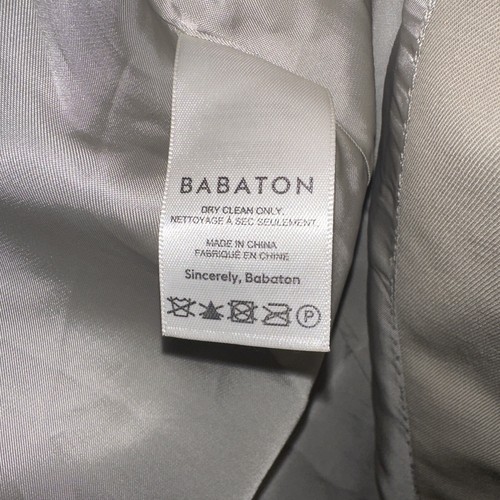 BABATON
DRY CLEAN ONLY.
NETTOYAGE À SEC SEULEMENT.
MADE IN CHINA
FABRIQUÉ EN CHINE
Sincerely, Babaton
P